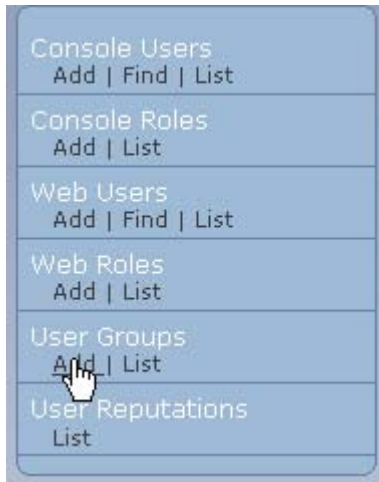 Console Users
Add | Find | List
Console Roles
Add | List
Web Users
Add | Find | List
Web Roles
Add | List
User Groups
Add | List
User Reputations
List